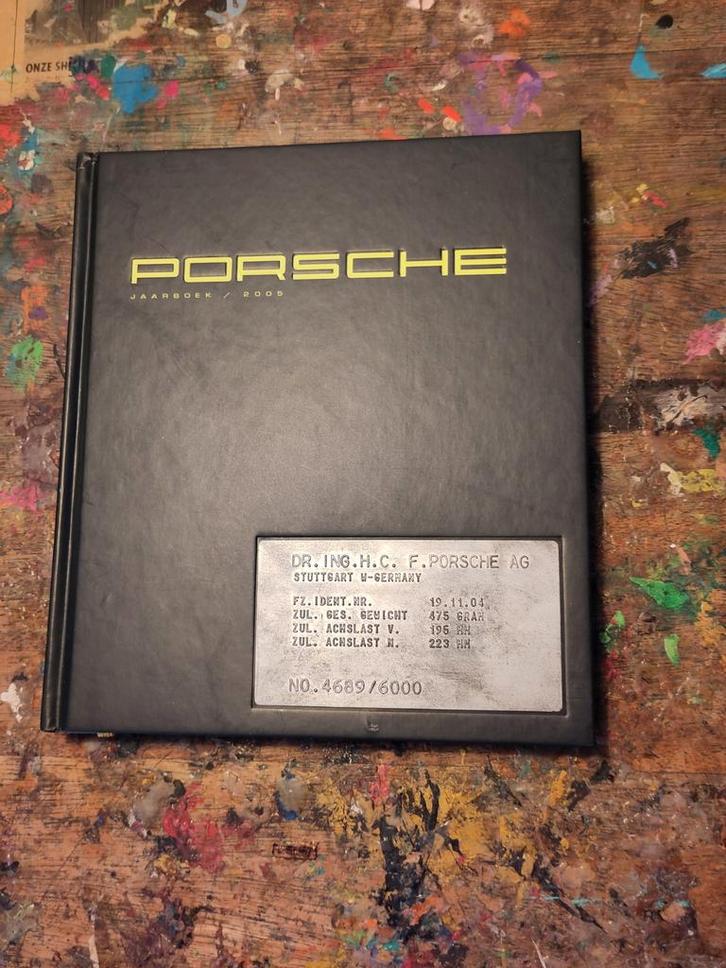 ONZE
PORSCHE
JAARBOEK / 2005
DR.ING.H.C. F.PORSCHE AG
STUTTGART W-GERMANY
FZ.IDENT.NR. 19.11.04
ZUL. GES. GEWICHT 475 GRAM
ZUL. ACHSLAST V. 195 MM
ZUL. ACHSLAST H. 223 MM
NO.4689/6000